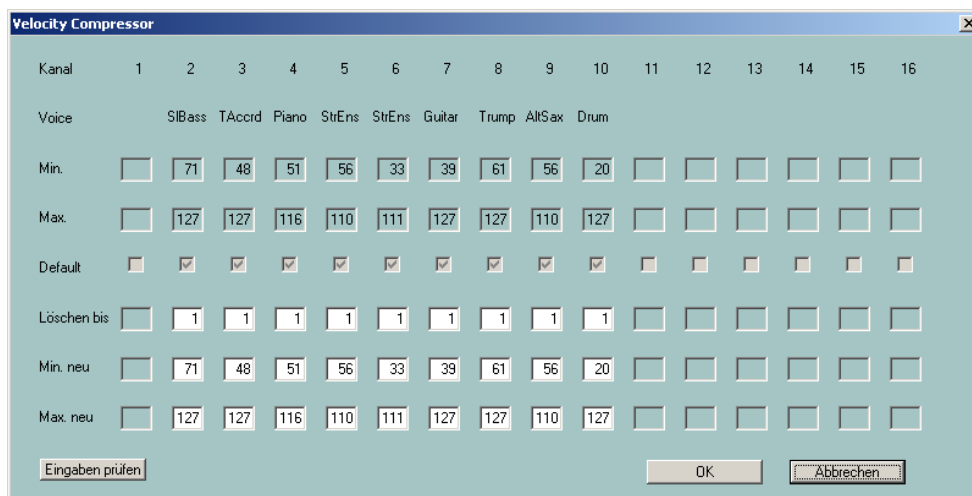 Velocity Compressor
Kanal 1 2 3 4 5 6 7 8 9 10 11 12 13 14 15 16
Voice SlBass TAccrd Piano StrEns StrEns Guitar Trump AltSax Drum
Min. 71 48 51 56 33 39 61 56 20
Max. 127 127 116 110 111 127 127 110 127
Default
Löschen bis 1 1 1 1 1 1 1 1 1
Min. neu 71 48 51 56 33 39 61 56 20
Max. neu 127 127 116 110 111 127 127 110 127
Eingaben prüfen OK Abbrechen